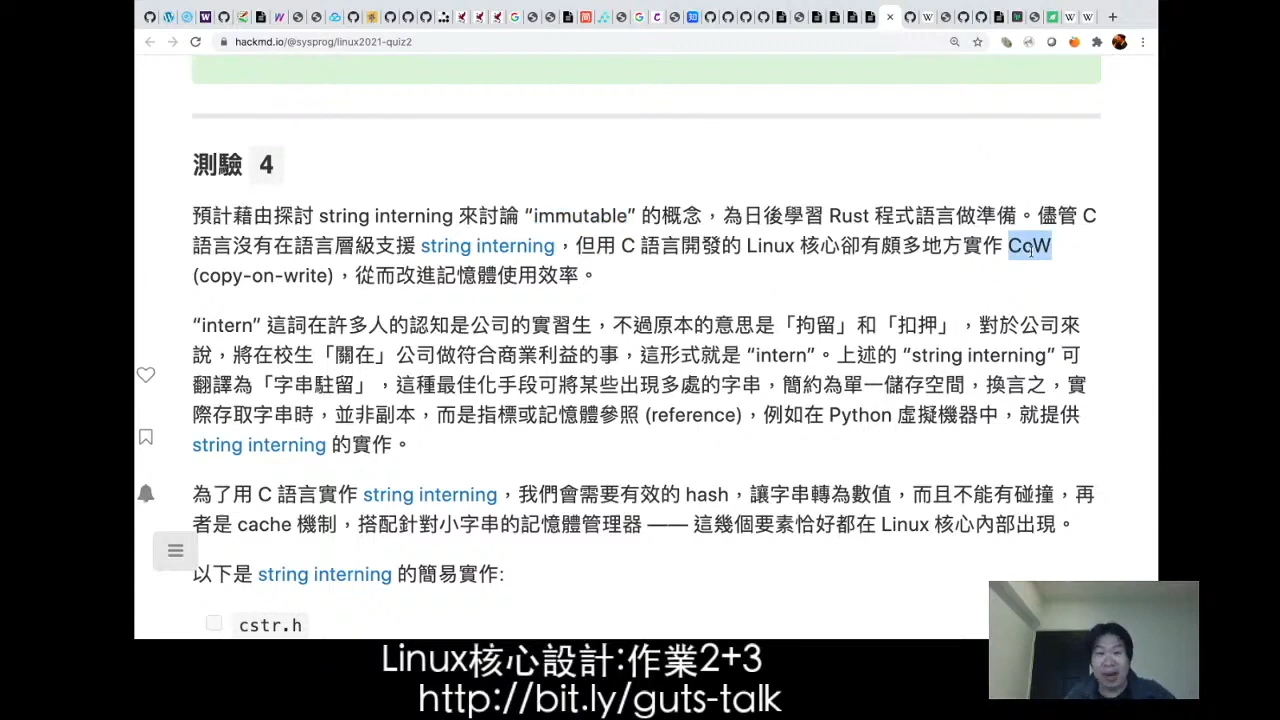 hackmd.io/@sysprog/linux2021-quiz2
測驗 4
預計藉由探討 string interning 來討論 “immutable” 的概念，為日後學習 Rust 程式語言做準備。儘管 C
語言沒有在語言層級支援 string interning，但用 C 語言開發的 Linux 核心卻有頗多地方實作 CoW
(copy-on-write)，從而改進記憶體使用效率。
“intern” 這詞在許多人的認知是公司的實習生，不過原本的意思是「拘留」和「扣押」，對於公司來
說，將在校生「關在」公司做符合商業利益的事，這形式就是 “intern”。上述的 “string interning” 可
翻譯為「字串駐留」，這種最佳化手段可將某些出現多處的字串，簡約為單一儲存空間，換言之，實
際存取字串時，並非副本，而是指標或記憶體參照 (reference)，例如在 Python 虛擬機器中，就提供
string interning 的實作。
為了用 C 語言實作 string interning，我們會需要有效的 hash，讓字串轉為數值，而且不能有碰撞，再
者是 cache 機制，搭配針對小字串的記憶體管理器 —— 這幾個要素恰好都在 Linux 核心內部出現。
以下是 string interning 的簡易實作:
cstr.h
Linux核心設計:作業2+3
http://bit.ly/guts-talk